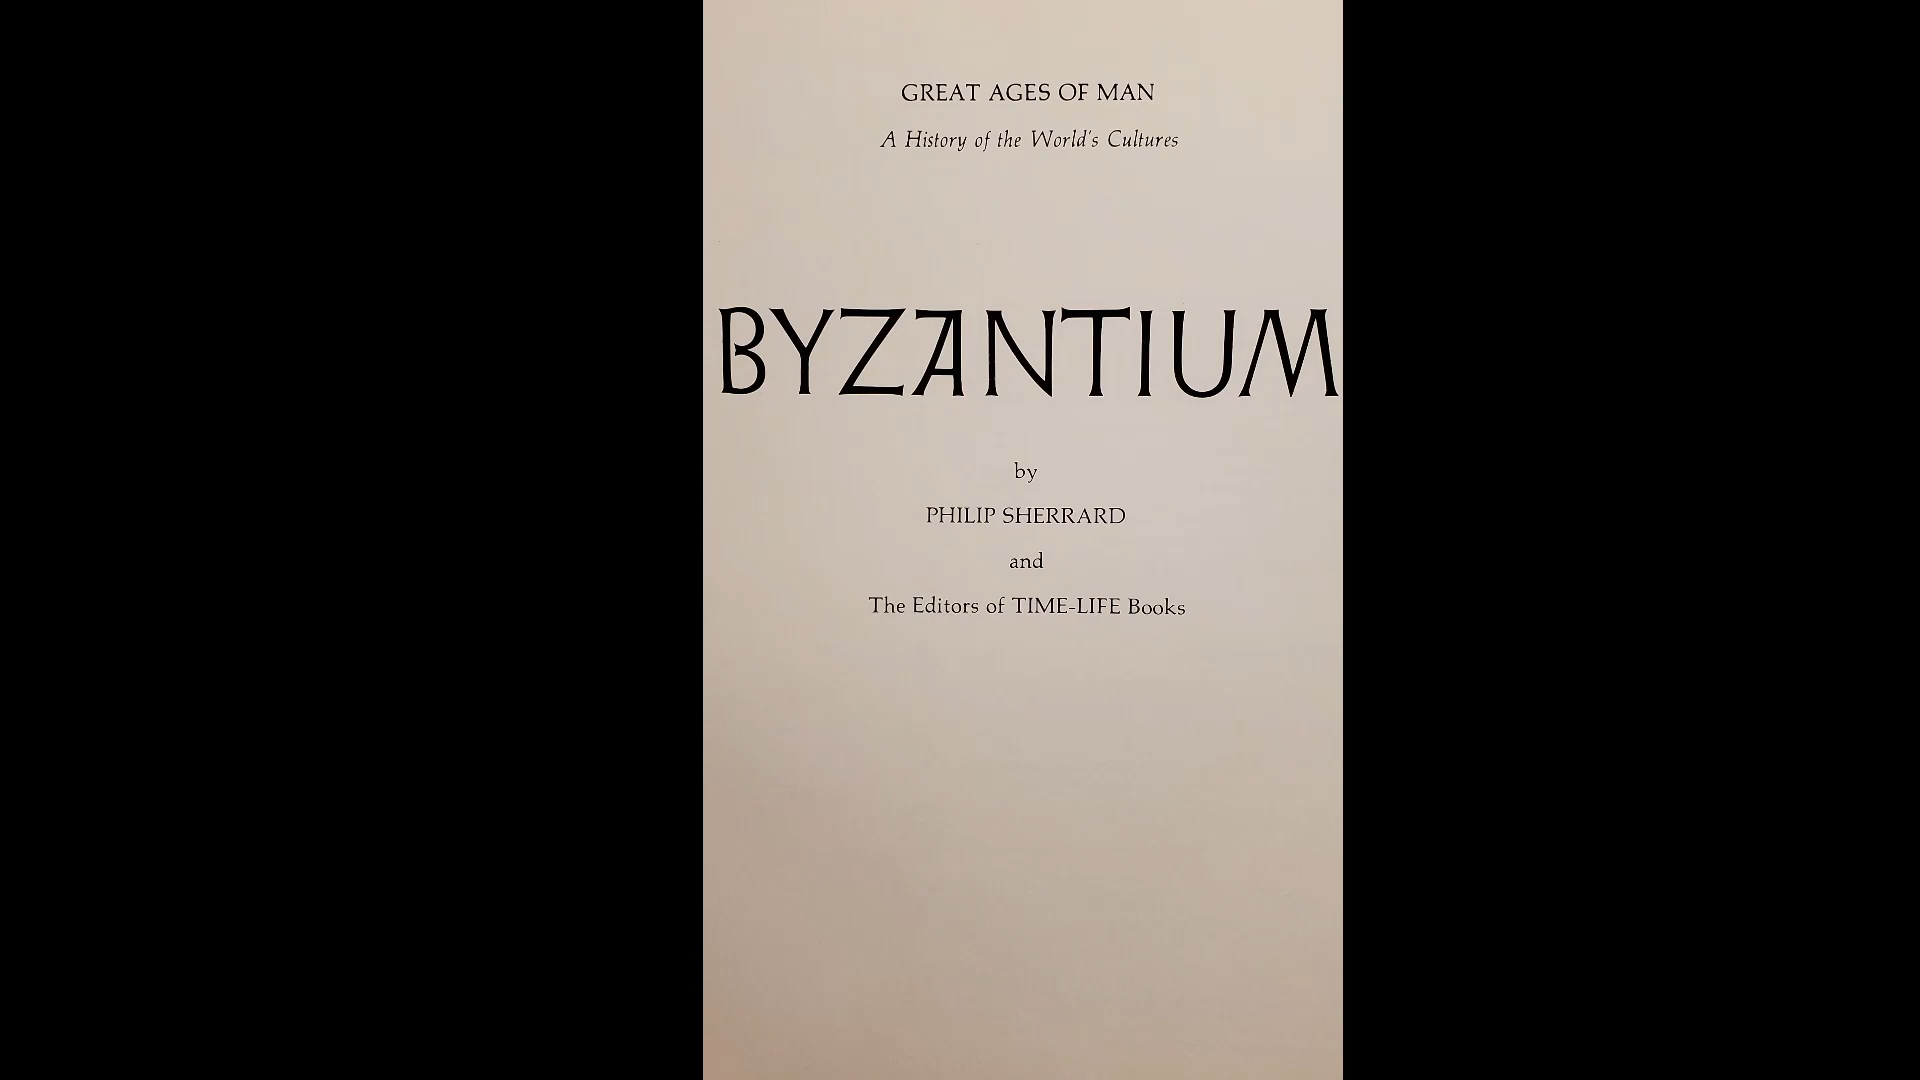 GREAT AGES OF MAN
A History of the World's Cultures
BYZANTIUM
by
PHILIP SHERRARD
and
The Editors of TIME-LIFE Books